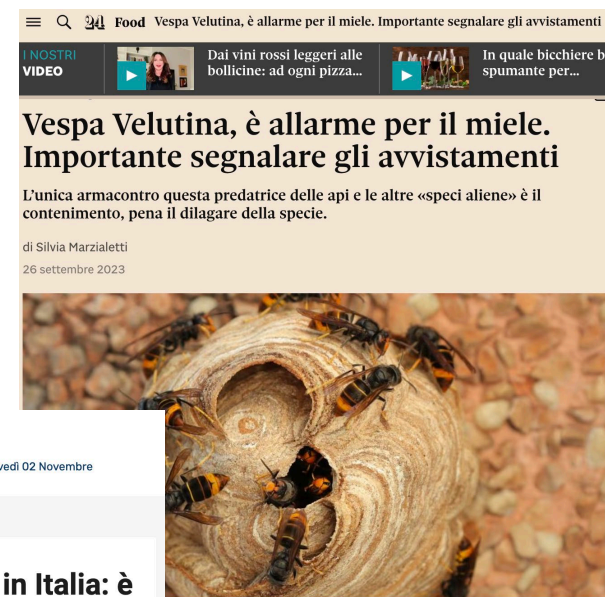 24 Food Vespa Velutina, è allarme per il miele. Importante segnalare gli avvistamenti
I NOSTRI
VIDEO
Dai vini rossi leggeri alle
bollicine: ad ogni pizza...
In quale bicchiere b
spumante per...
Vespa Velutina, è allarme per il miele.
Importante segnalare gli avvistamenti
L'unica armacontro questa predatrice delle api e le altre «speci aliene» è il
contenimento, pena il dilagare della specie.
di Silvia Marzialetti
26 settembre 2023
vedì 02 Novembre
in Italia: è